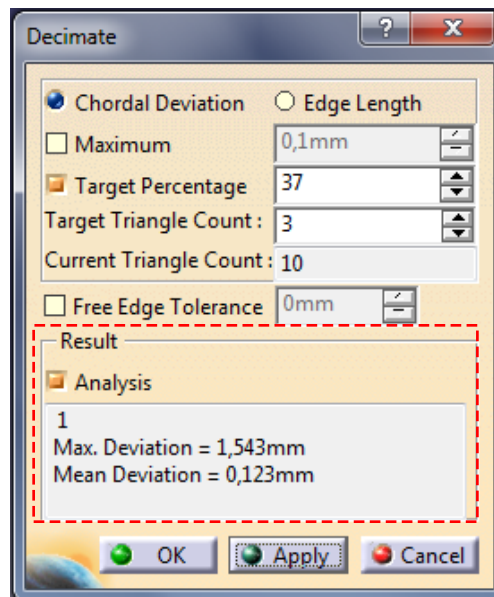 Decimate
? X
Chordal Deviation Edge Length
Maximum 0,1mm
Target Percentage 37
Target Triangle Count : 3
Current Triangle Count : 10
Free Edge Tolerance 0mm
Result
Analysis
1
Max. Deviation = 1,543mm
Mean Deviation = 0,123mm
OK Apply Cancel